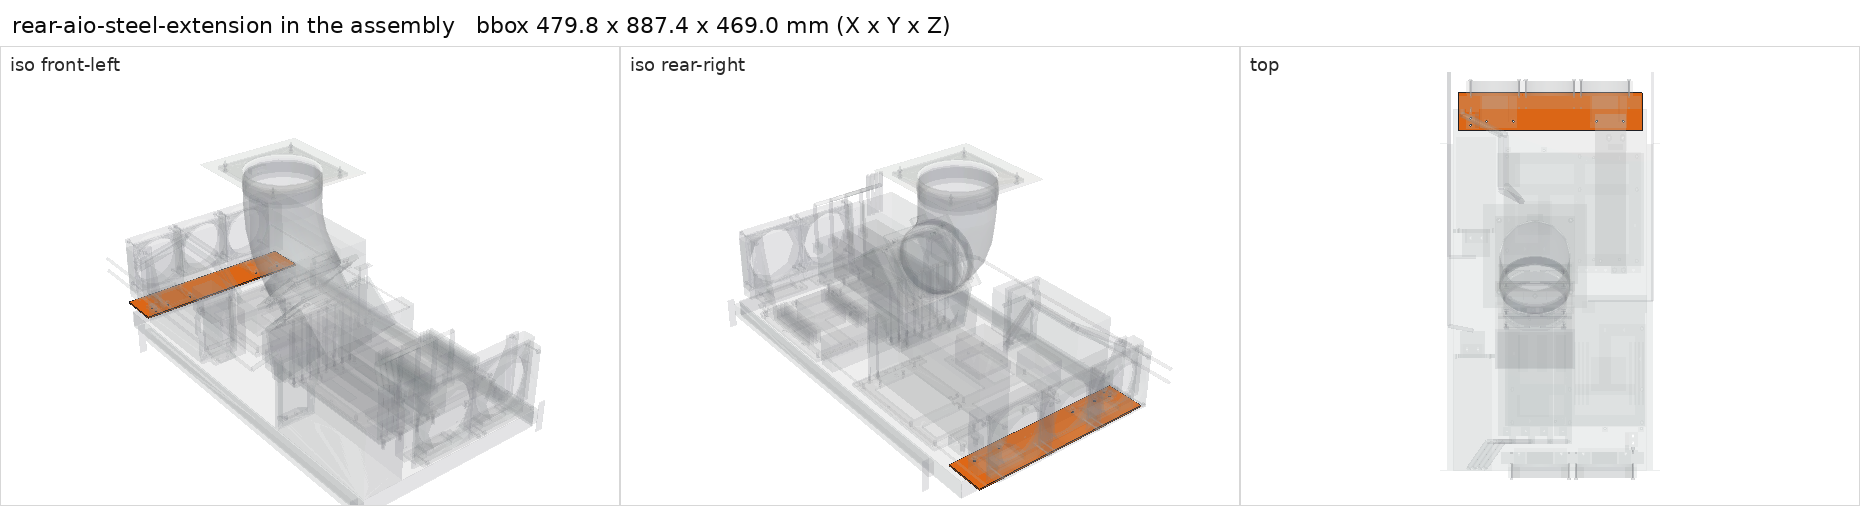 rear-aio-steel-extension in the assembly   bbox 479.8 x 887.4 x 469.0 mm (X x Y x Z)
iso front-left
iso rear-right
top